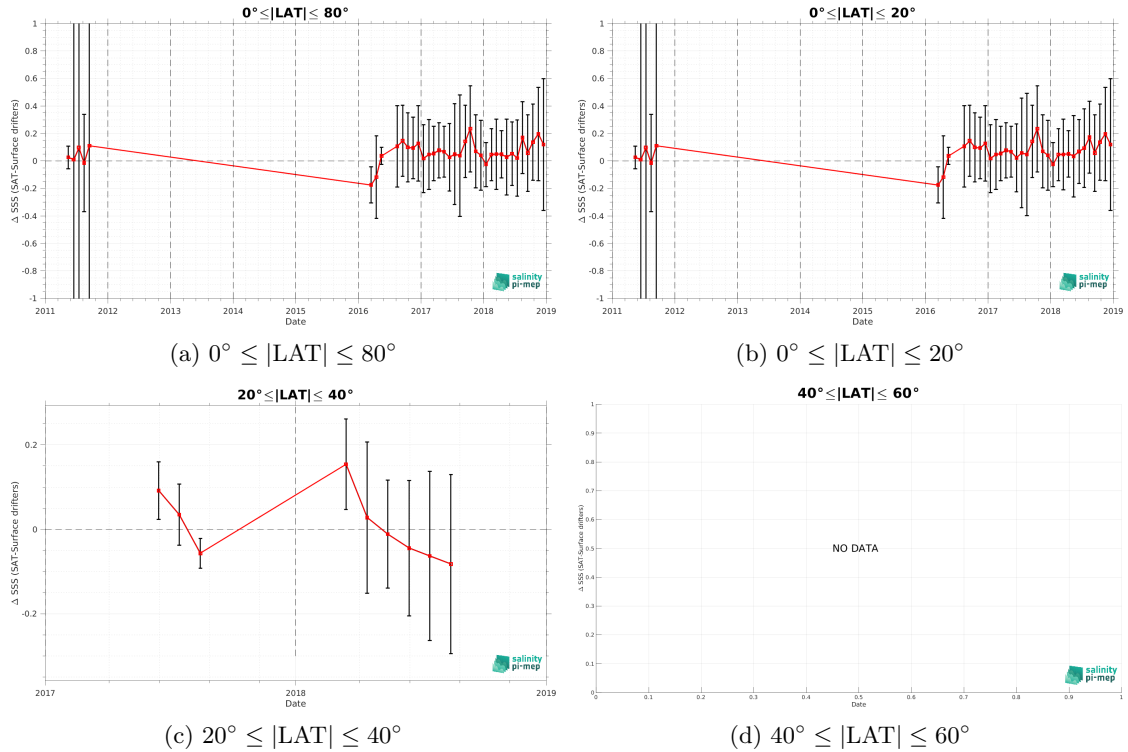 0°≤|LAT|≤ 80°
Δ SSS (SAT-Surface drifters)
1
0.8
0.6
0.4
0.2
0
-0.2
-0.4
-0.6
-0.8
-1
2011
2012
2013
2014
2015
2016
2017
2018
2019
Date
salinity
pi-mep
(a) 0° ≤ |LAT| ≤ 80°
0°≤|LAT|≤ 20°
Δ SSS (SAT-Surface drifters)
1
0.8
0.6
0.4
0.2
0
-0.2
-0.4
-0.6
-0.8
-1
2011
2012
2013
2014
2015
2016
2017
2018
2019
Date
salinity
pi-mep
(b) 0° ≤ |LAT| ≤ 20°
20°≤|LAT|≤ 40°
Δ SSS (SAT-Surface drifters)
0.2
0
-0.2
2017
2018
2019
Date
salinity
pi-mep
(c) 20° ≤ |LAT| ≤ 40°
40°≤|LAT|≤ 60°
Δ SSS (SAT-Surface drifters)
1
0.9
0.8
0.7
0.6
0.5
0.4
0.3
0.2
0.1
0
NO DATA
0
0.1
0.2
0.3
0.4
0.5
0.6
0.7
0.8
0.9
1
Date
salinity
pi-mep
(d) 40° ≤ |LAT| ≤ 60°